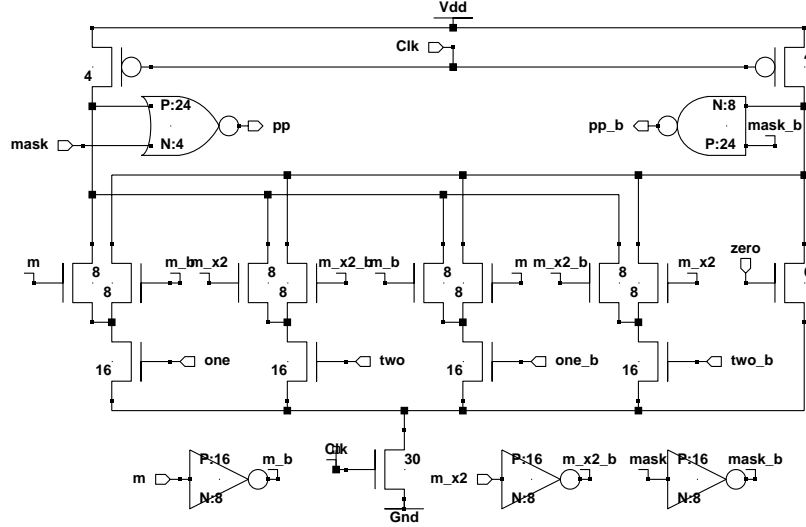 Vdd
Clk
4
P:24
pp
mask
N:4
N:8
pp_b
mask_b
P:24
m
8
8
m_b
m_x2
8
8
m_x2_b
m_b
8
8
m
m_x2_b
8
8
m_x2
zero
16
one
16
two
16
one_b
16
two_b
Clk
30
Gnd
m
P:16
N:8
m_b
m_x2
P:16
N:8
m_x2_b
mask
P:16
N:8
mask_b